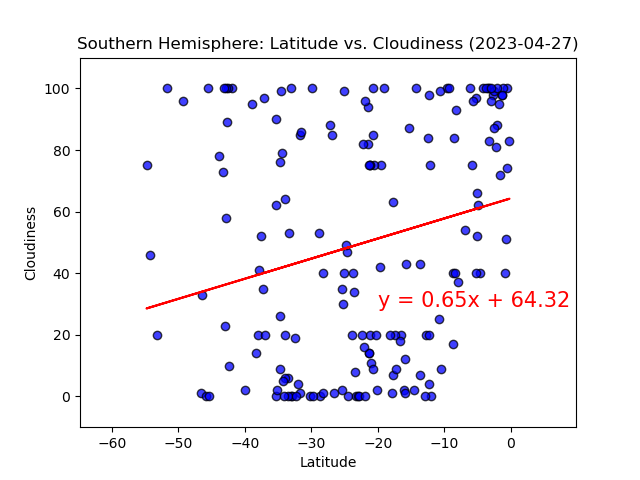 Southern Hemisphere: Latitude vs. Cloudiness (2023-04-27)
Cloudiness
100
80
60
40
20
0
y = 0.65x + 64.32
−60 −50 −40 −30 −20 −10 0
Latitude